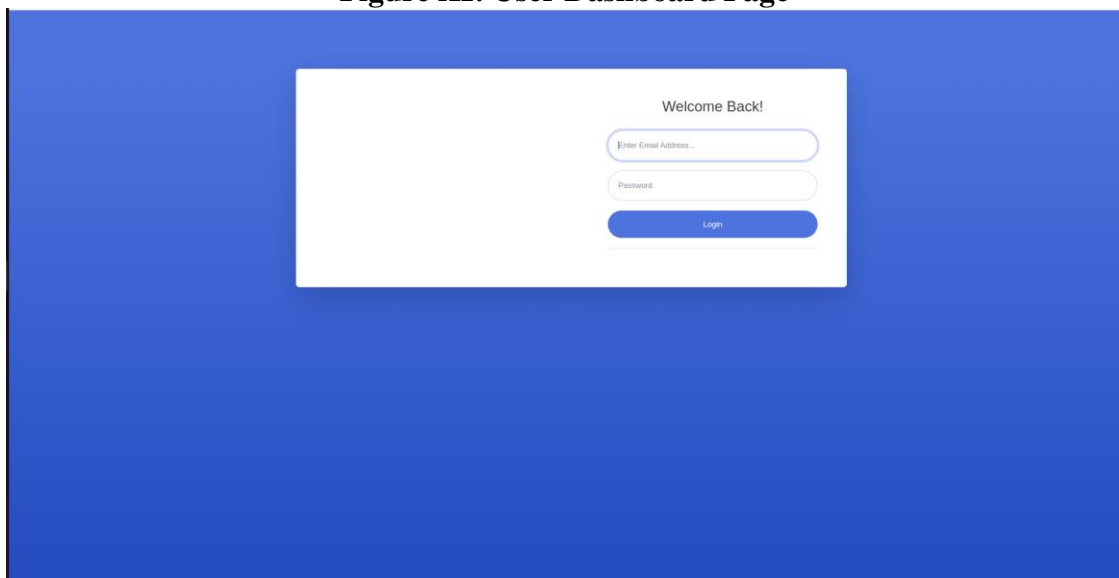 User Dashboard Page
Welcome Back!
Enter Email Address...
Password
Login